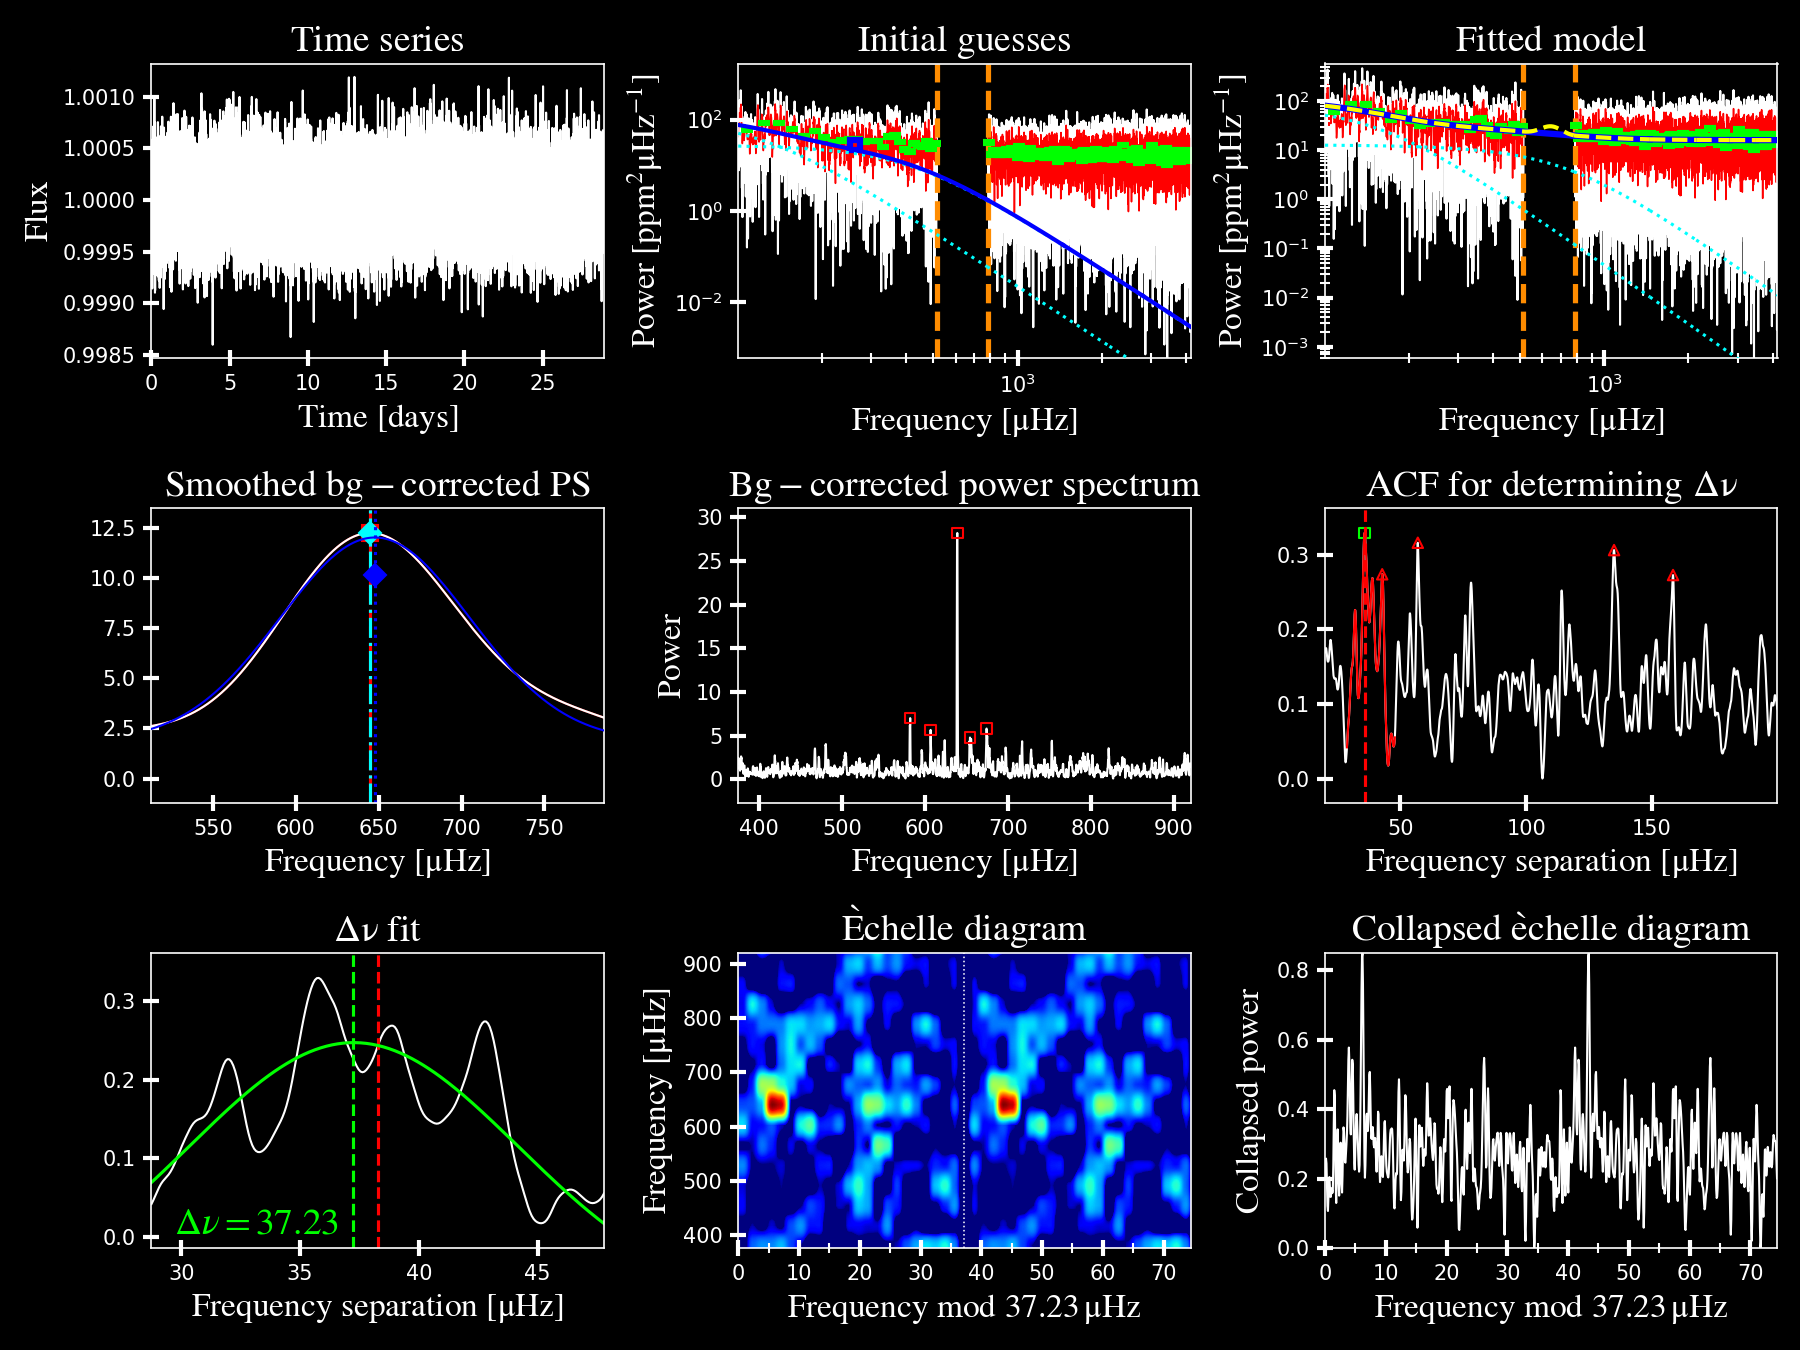 Time series
Flux
1.0010
1.0005
1.0000
0.9995
0.9990
0.9985
0 5 10 15 20 25
Time [days]
Initial guesses
Power [ppm²μHz⁻¹]
10²
10⁰
10⁻²
10³
Frequency [μHz]
Fitted model
Power [ppm²μHz⁻¹]
10²
10¹
10⁰
10⁻¹
10⁻²
10⁻³
10³
Frequency [μHz]
Smoothed bg − corrected PS
12.5
10.0
7.5
5.0
2.5
0.0
550 600 650 700 750
Frequency [μHz]
Bg − corrected power spectrum
Power
30
25
20
15
10
5
0
400 500 600 700 800 900
Frequency [μHz]
ACF for determining Δν
0.3
0.2
0.1
0.0
50 100 150
Frequency separation [μHz]
Δν fit
0.3
0.2
0.1
0.0
Δν = 37.23
30 35 40 45
Frequency separation [μHz]
Èchelle diagram
Frequency [μHz]
900
800
700
600
500
400
0 10 20 30 40 50 60 70
Frequency mod 37.23 μHz
Collapsed èchelle diagram
Collapsed power
0.8
0.6
0.4
0.2
0.0
0 10 20 30 40 50 60 70
Frequency mod 37.23 μHz